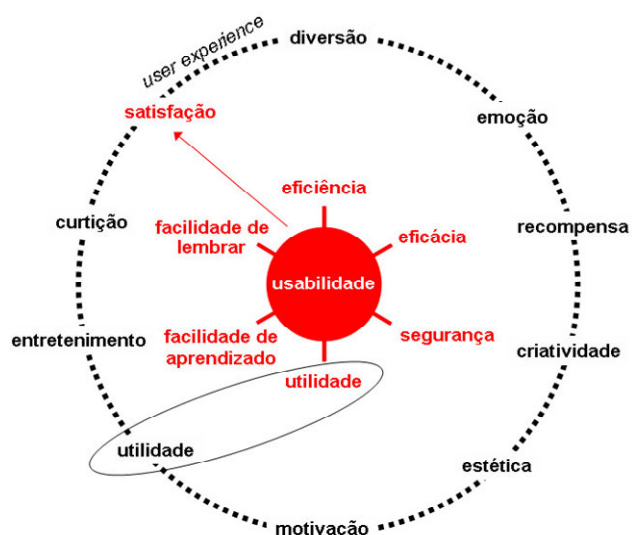 diversão
user experience
satisfação
emoção
eficiência
curtição
facilidade de
lembrar
eficácia
recompensa
usabilidade
entretenimento
facilidade de
aprendizado
segurança
criatividade
utilidade
utilidade
estética
motivação